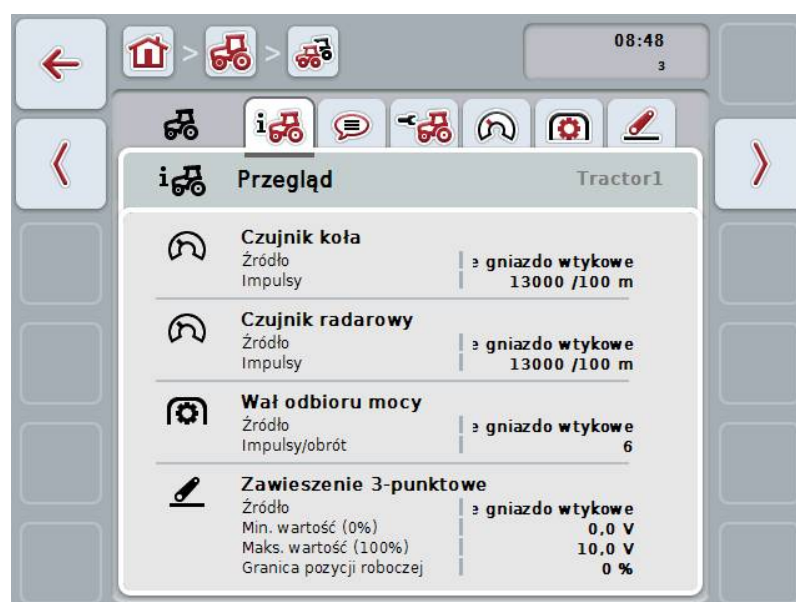 08:48
3
Przegląd Tractor1
Czujnik koła
Źródło gniazdo wtykowe
Impulsy 13000 /100 m
Czujnik radarowy
Źródło gniazdo wtykowe
Impulsy 13000 /100 m
Wał odbioru mocy
Źródło gniazdo wtykowe
Impulsy/obrót 6
Zawieszenie 3-punktowe
Źródło gniazdo wtykowe
Min. wartość (0%) 0,0 V
Maks. wartość (100%) 10,0 V
Granica pozycji roboczej 0 %